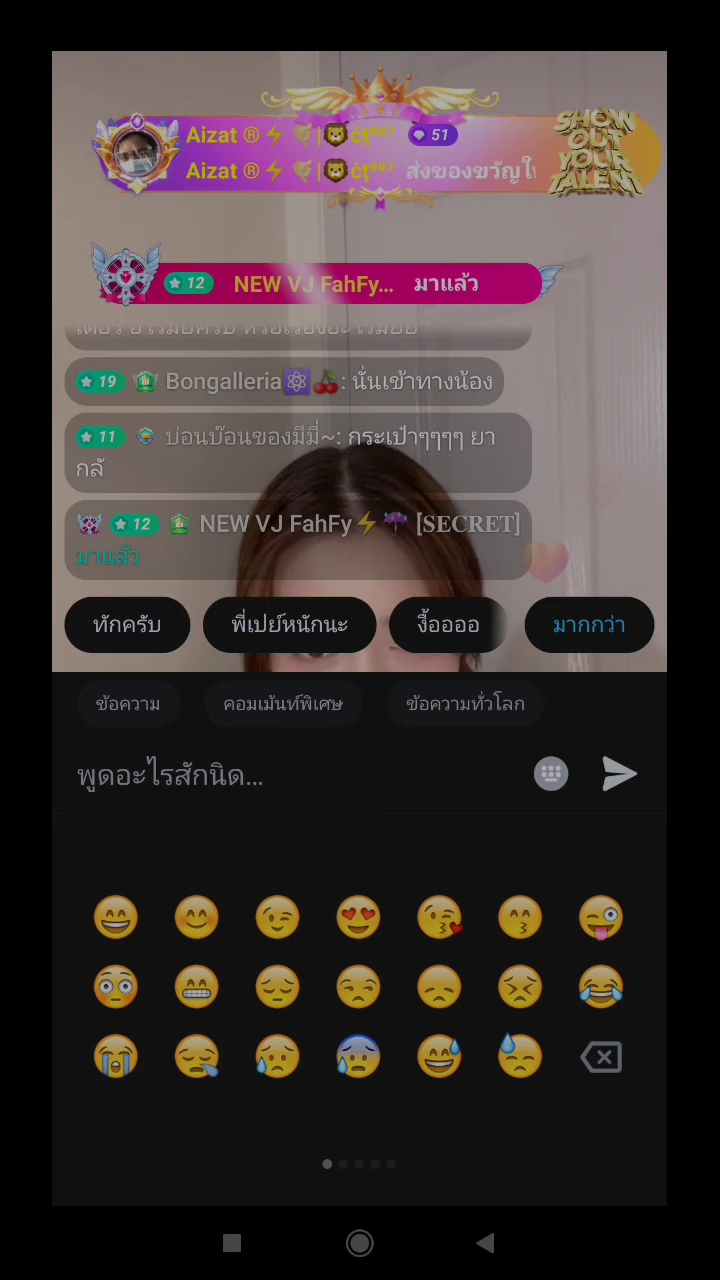 Aizat ®⚡ | 51
Aizat ®⚡ | ส่งของขวัญให้
SHOW
OUT
YOUR
TALENT
12 NEW VJ FahFy... มาแล้ว
19 Bongalleria⚛🍒: นั่นเข้าทางน้อง
11 บ่อนบ๊อนของมีมี่~: กระเป๋าๆๆๆๆ ยา
กลั
12 NEW VJ FahFy⚡☂ [SECRET]
มาแล้ว
ทักครับ
พี่เปย์หนักนะ
งื้ออออ
มากกว่า
ข้อความ
คอมเม้นท์พิเศษ
ข้อความทั่วโลก
พูดอะไรสักนิด...